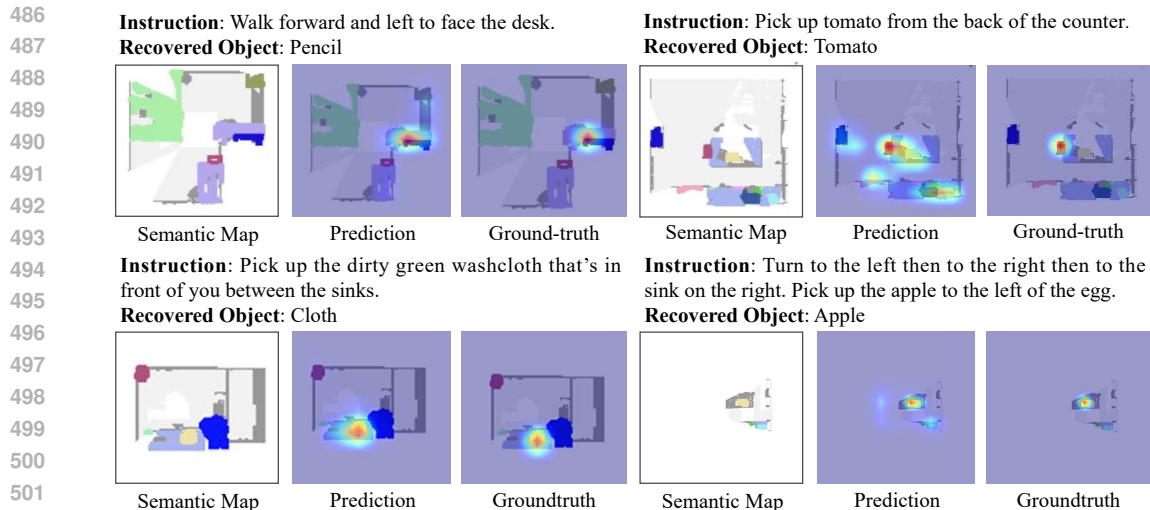 486
487
488
489
490
491
492
493
494
495
496
497
498
499
500
501
Instruction: Walk forward and left to face the desk.
Recovered Object: Pencil
Semantic Map Prediction Ground-truth
Instruction: Pick up tomato from the back of the counter.
Recovered Object: Tomato
Semantic Map Prediction Ground-truth
Instruction: Pick up the dirty green washcloth that's in
front of you between the sinks.
Recovered Object: Cloth
Semantic Map Prediction Groundtruth
Instruction: Turn to the left then to the right then to the
sink on the right. Pick up the apple to the left of the egg.
Recovered Object: Apple
Semantic Map Prediction Groundtruth